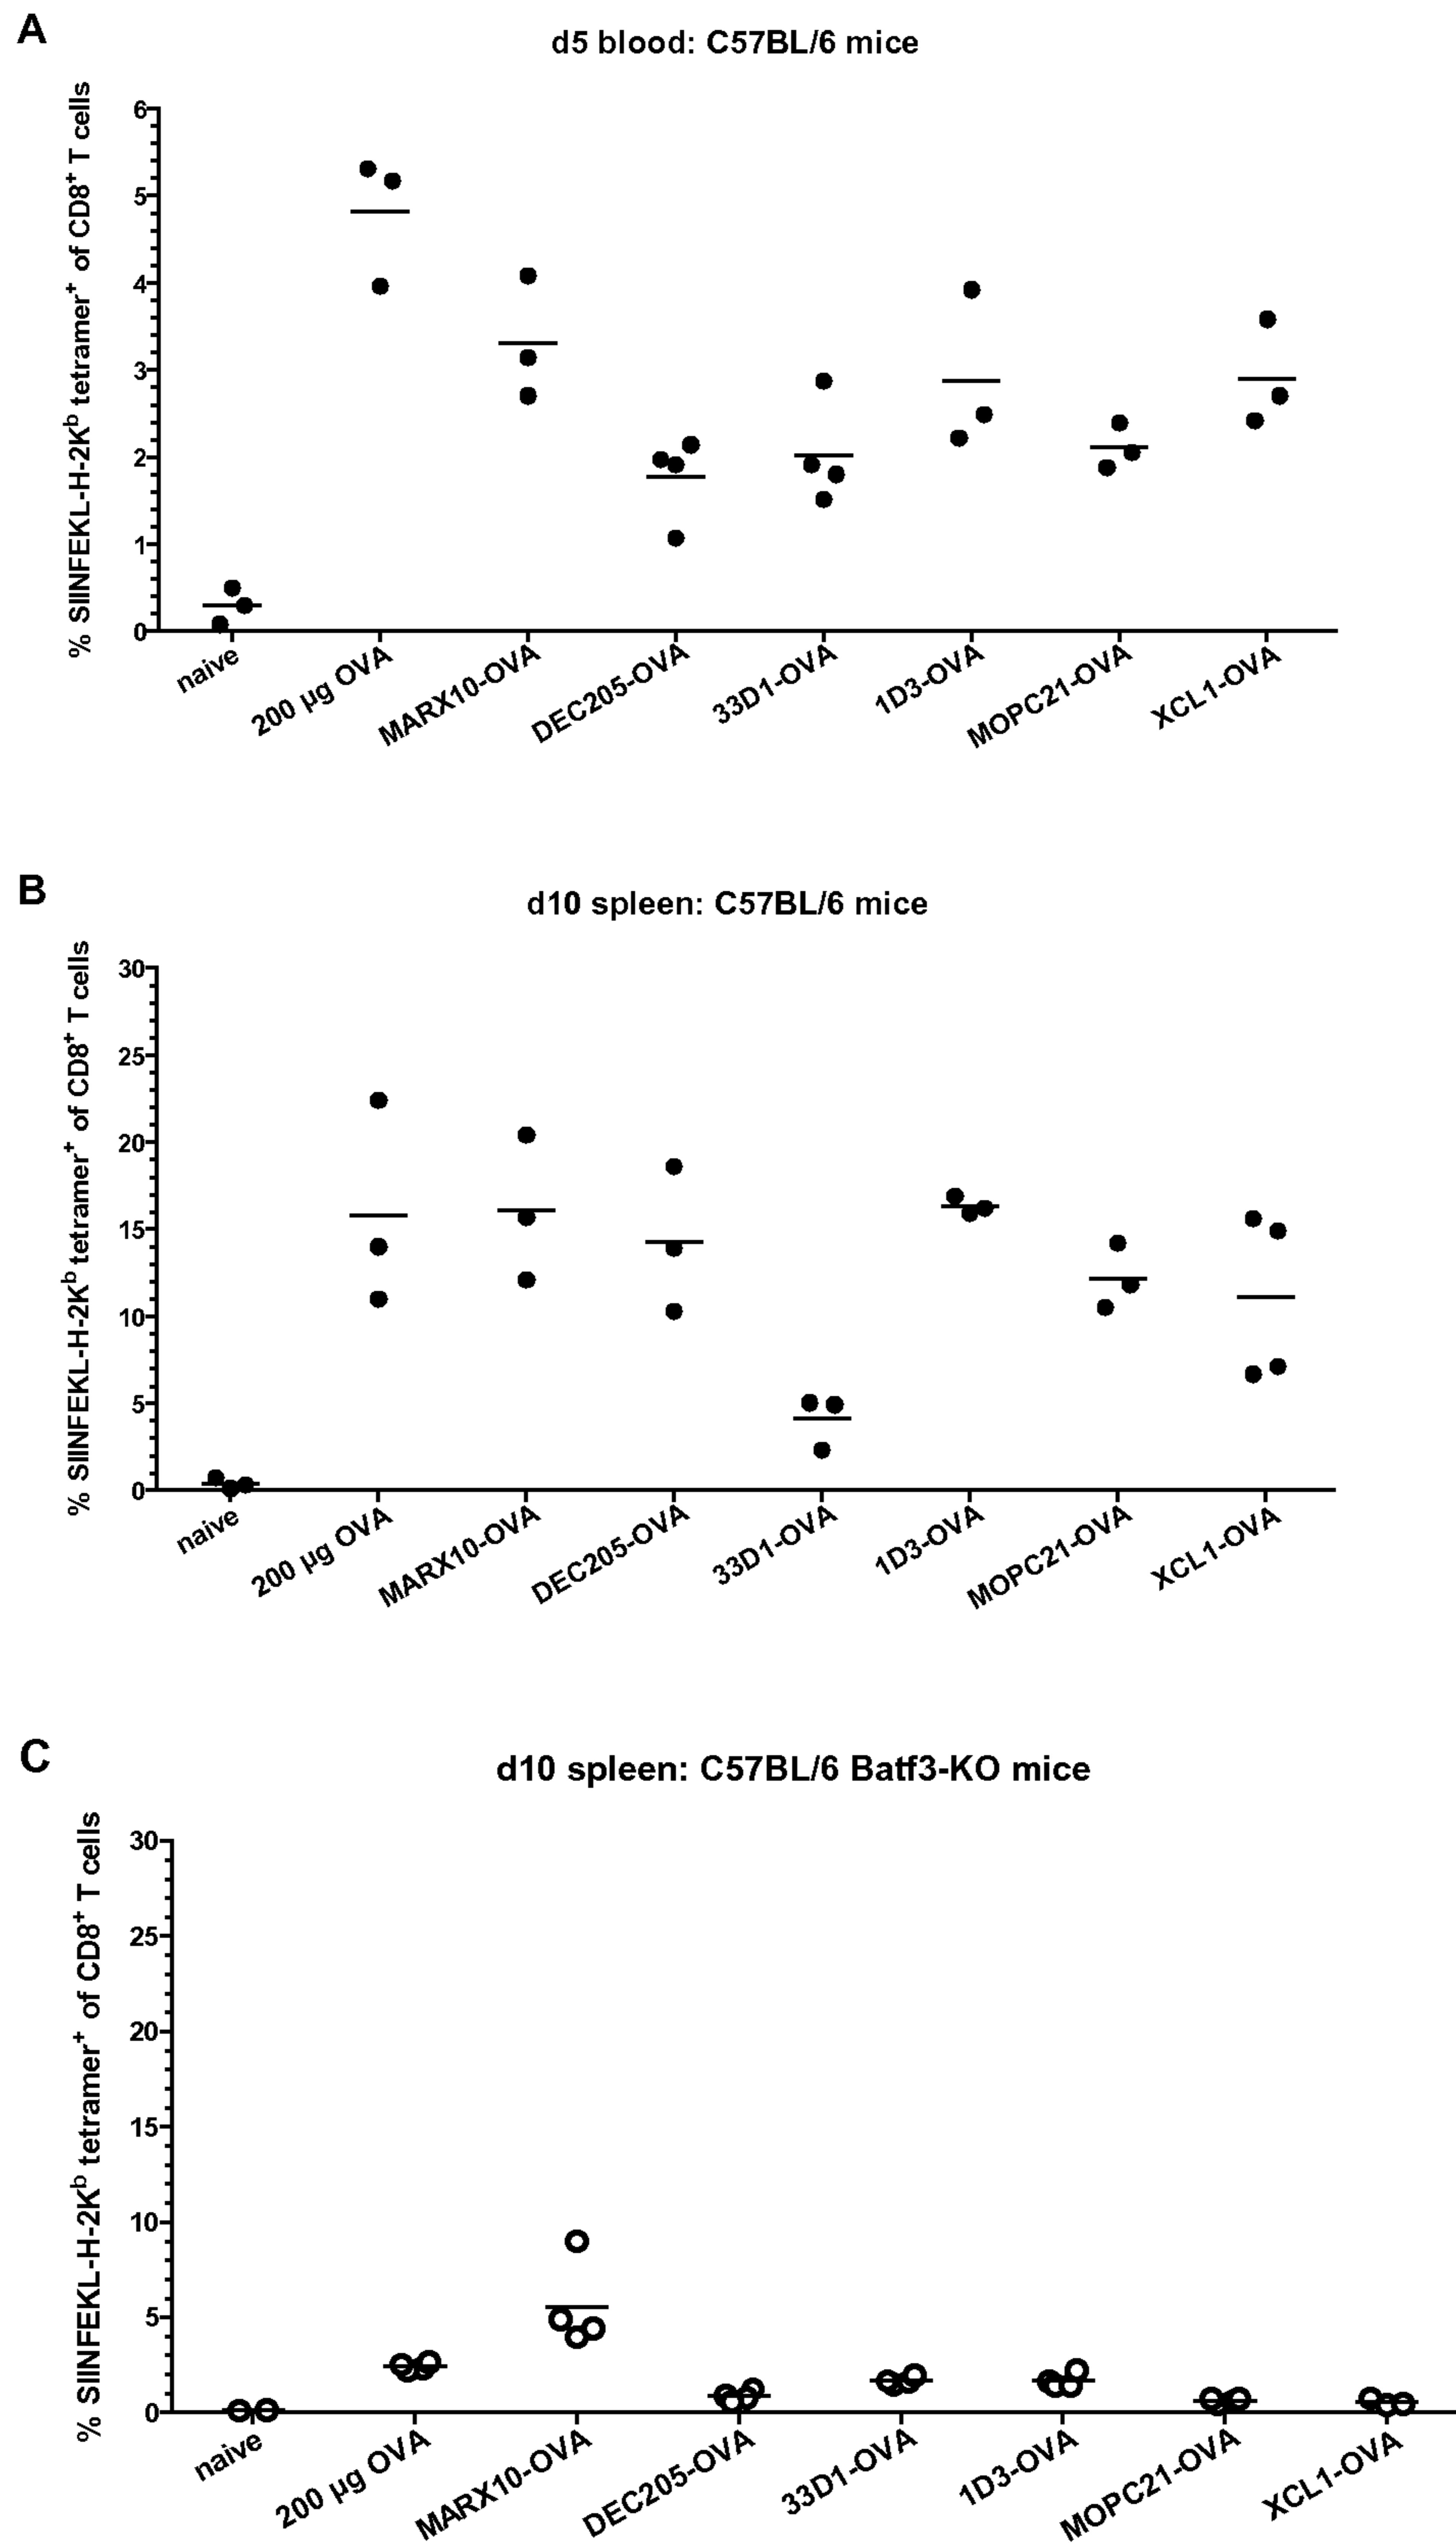 A
d5 blood: C57BL/6 mice
% SIINFEKL-H-2Kᵇ tetramer⁺ of CD8⁺ T cells
6
5
4
3
2
1
0
naive
200 µg OVA
MARX10-OVA
DEC205-OVA
33D1-OVA
1D3-OVA
MOPC21-OVA
XCL1-OVA
B
d10 spleen: C57BL/6 mice
% SIINFEKL-H-2Kᵇ tetramer⁺ of CD8⁺ T cells
30
25
20
15
10
5
0
naive
200 µg OVA
MARX10-OVA
DEC205-OVA
33D1-OVA
1D3-OVA
MOPC21-OVA
XCL1-OVA
C
d10 spleen: C57BL/6 Batf3-KO mice
% SIINFEKL-H-2Kᵇ tetramer⁺ of CD8⁺ T cells
30
25
20
15
10
5
0
naive
200 µg OVA
MARX10-OVA
DEC205-OVA
33D1-OVA
1D3-OVA
MOPC21-OVA
XCL1-OVA